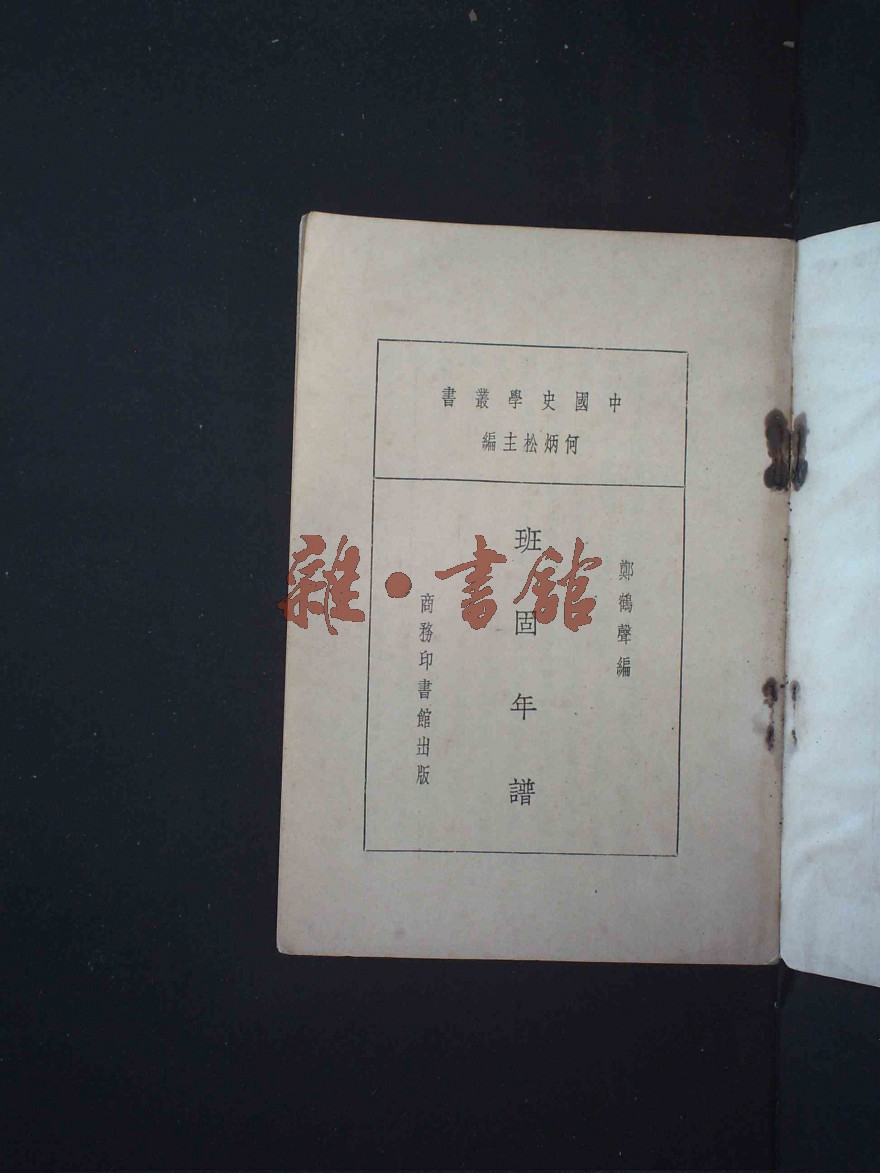 中國史學叢書
何炳松主編
鄭鶴聲編
班固年譜
商務印書館出版
雜·書館